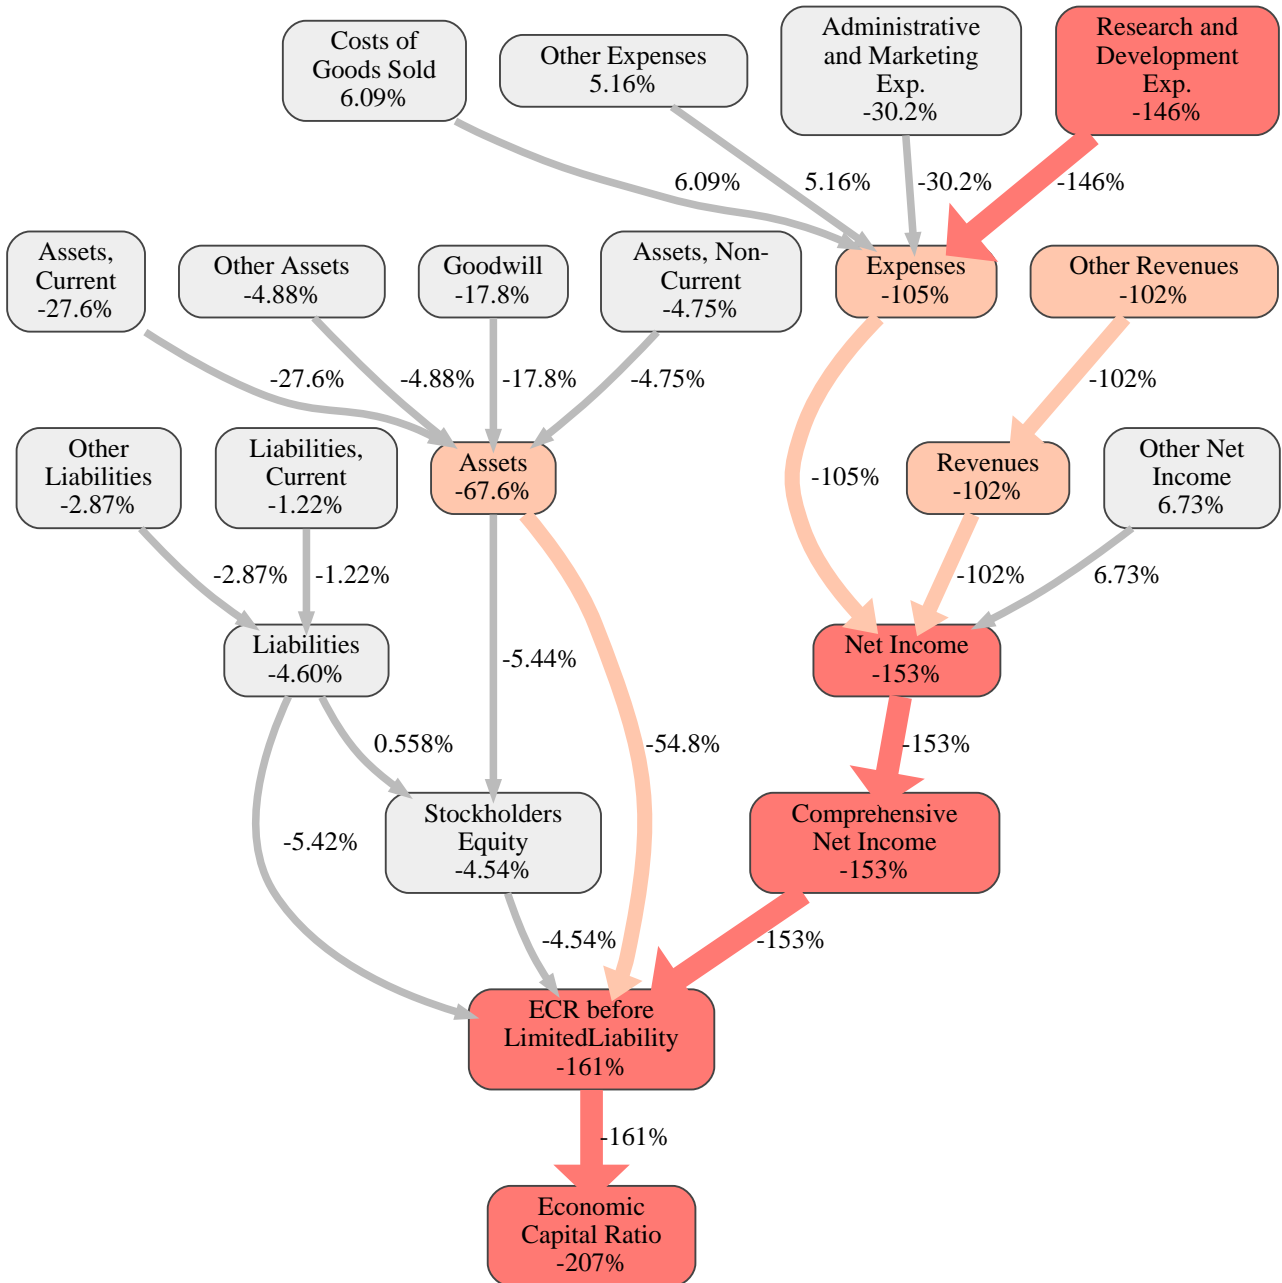 Costs of
Goods Sold
6.09%
Other Expenses
5.16%
Administrative
and Marketing
Exp.
-30.2%
Research and
Development
Exp.
-146%
6.09%
5.16%
-30.2%
-146%
Assets,
Current
-27.6%
Other Assets
-4.88%
Goodwill
-17.8%
Assets, Non-
Current
-4.75%
Expenses
-105%
Other Revenues
-102%
-27.6%
-4.88%
-17.8%
-4.75%
-102%
Other
Liabilities
-2.87%
Liabilities,
Current
-1.22%
Assets
-67.6%
-105%
Revenues
-102%
Other Net
Income
6.73%
-2.87%
-1.22%
-102%
6.73%
Liabilities
-4.60%
-5.44%
Net Income
-153%
0.558%
-54.8%
-153%
-5.42%
Stockholders
Equity
-4.54%
Comprehensive
Net Income
-153%
-4.54%
-153%
ECR before
LimitedLiability
-161%
-161%
Economic
Capital Ratio
-207%